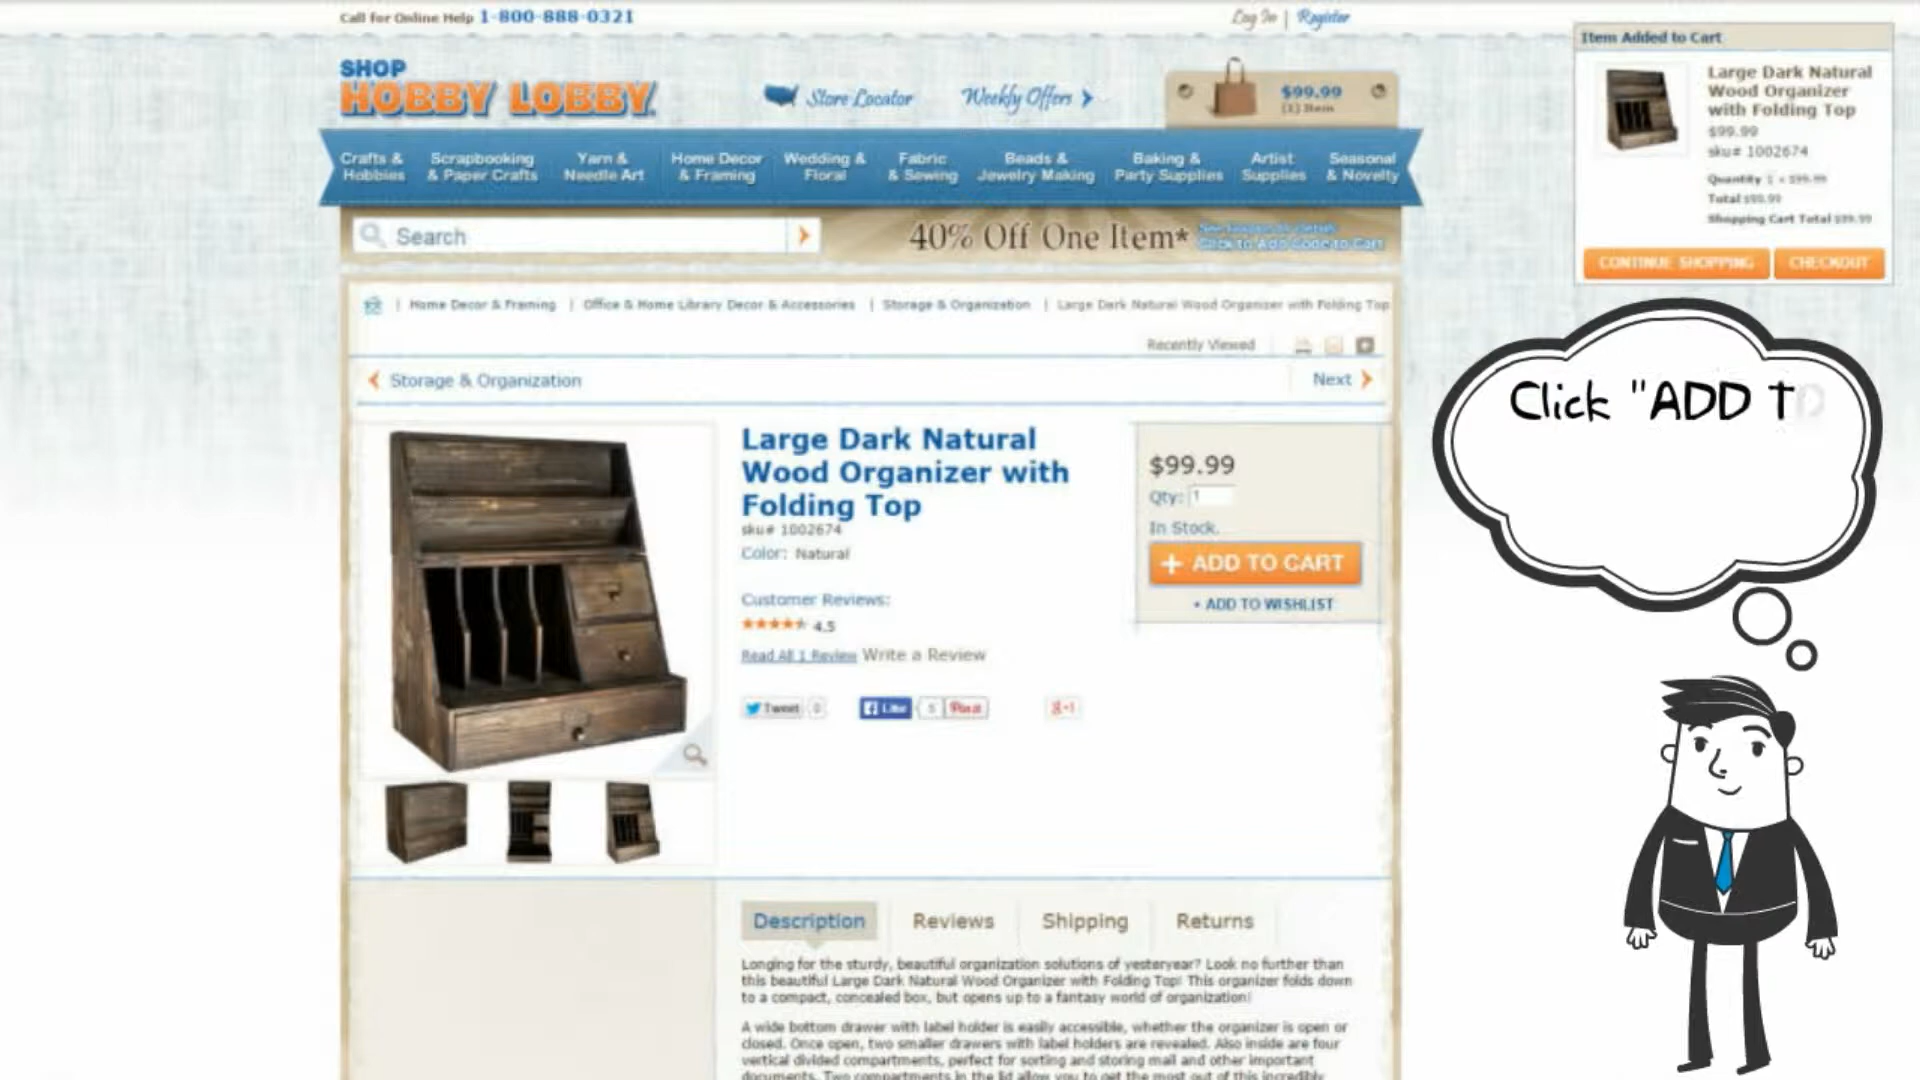 Call for Online Help 1-800-888-0321
Log In | Register
SHOP
HOBBY LOBBY
Store Locator
Weekly Offers
$99.99
(1) Item
Crafts & Hobbies
Scrapbooking & Paper Crafts
Yarn & Needle Art
Home Decor & Framing
Wedding & Floral
Fabric & Sewing
Beads & Jewelry Making
Baking & Party Supplies
Artist Supplies
Seasonal & Novelty
Search
40% Off One Item*
Click to Add Code to Cart
| Home Decor & Framing | Office & Home Library Decor & Accessories | Storage & Organization | Large Dark Natural Wood Organizer with Folding Top
Recently Viewed
Storage & Organization
Next
Large Dark Natural
Wood Organizer with
Folding Top
sku# 1002674
Color: Natural
Customer Reviews:
4.5
Read All 1 Review Write a Review
Tweet 0
Like 5
Pin it
g+1
$99.99
Qty: 1
In Stock.
+ ADD TO CART
• ADD TO WISHLIST
Description
Reviews
Shipping
Returns
Longing for the sturdy, beautiful organization solutions of yesteryear? Look no further than
this beautiful Large Dark Natural Wood Organizer with Folding Top! This organizer folds down
to a compact, concealed box, but opens up to a fantasy world of organization!
A wide bottom drawer with label holder is easily accessible, whether the organizer is open or
closed. Once open, two smaller drawers with label holders are revealed. Also inside are four
vertical divided compartments, perfect for sorting and storing mail and other important
documents. Two compartments in the lid allow you to get the most out of this incredibly
Item Added to Cart
Large Dark Natural
Wood Organizer
with Folding Top
$99.99
sku# 1002674
Quantity 1 × $99.99
Total $99.99
Shopping Cart Total $99.99
CONTINUE SHOPPING
CHECKOUT
Click "ADD TO